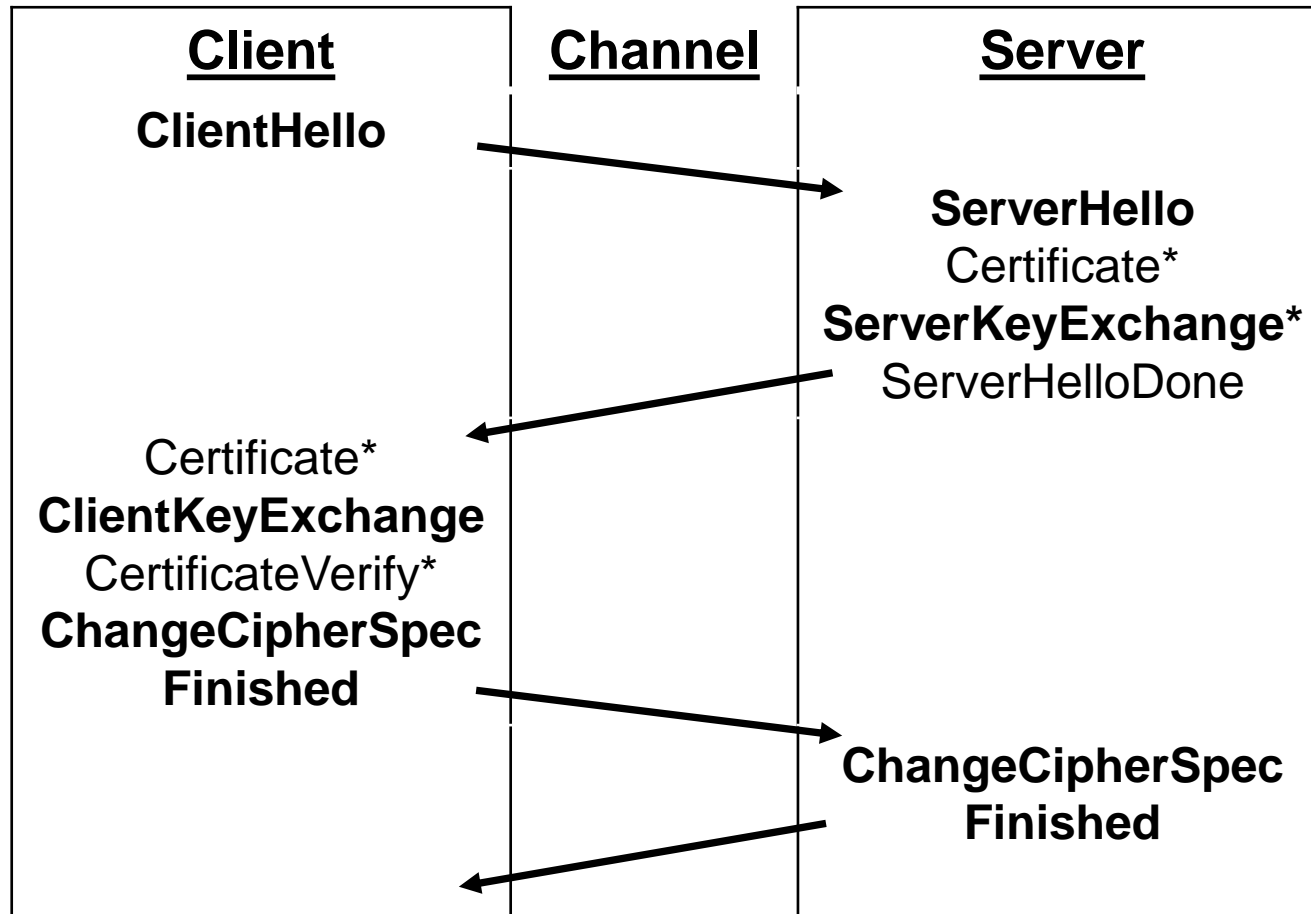 Client
Channel
Server
ClientHello
ServerHello
Certificate*
ServerKeyExchange*
ServerHelloDone
Certificate*
ClientKeyExchange
CertificateVerify*
ChangeCipherSpec
Finished
ChangeCipherSpec
Finished